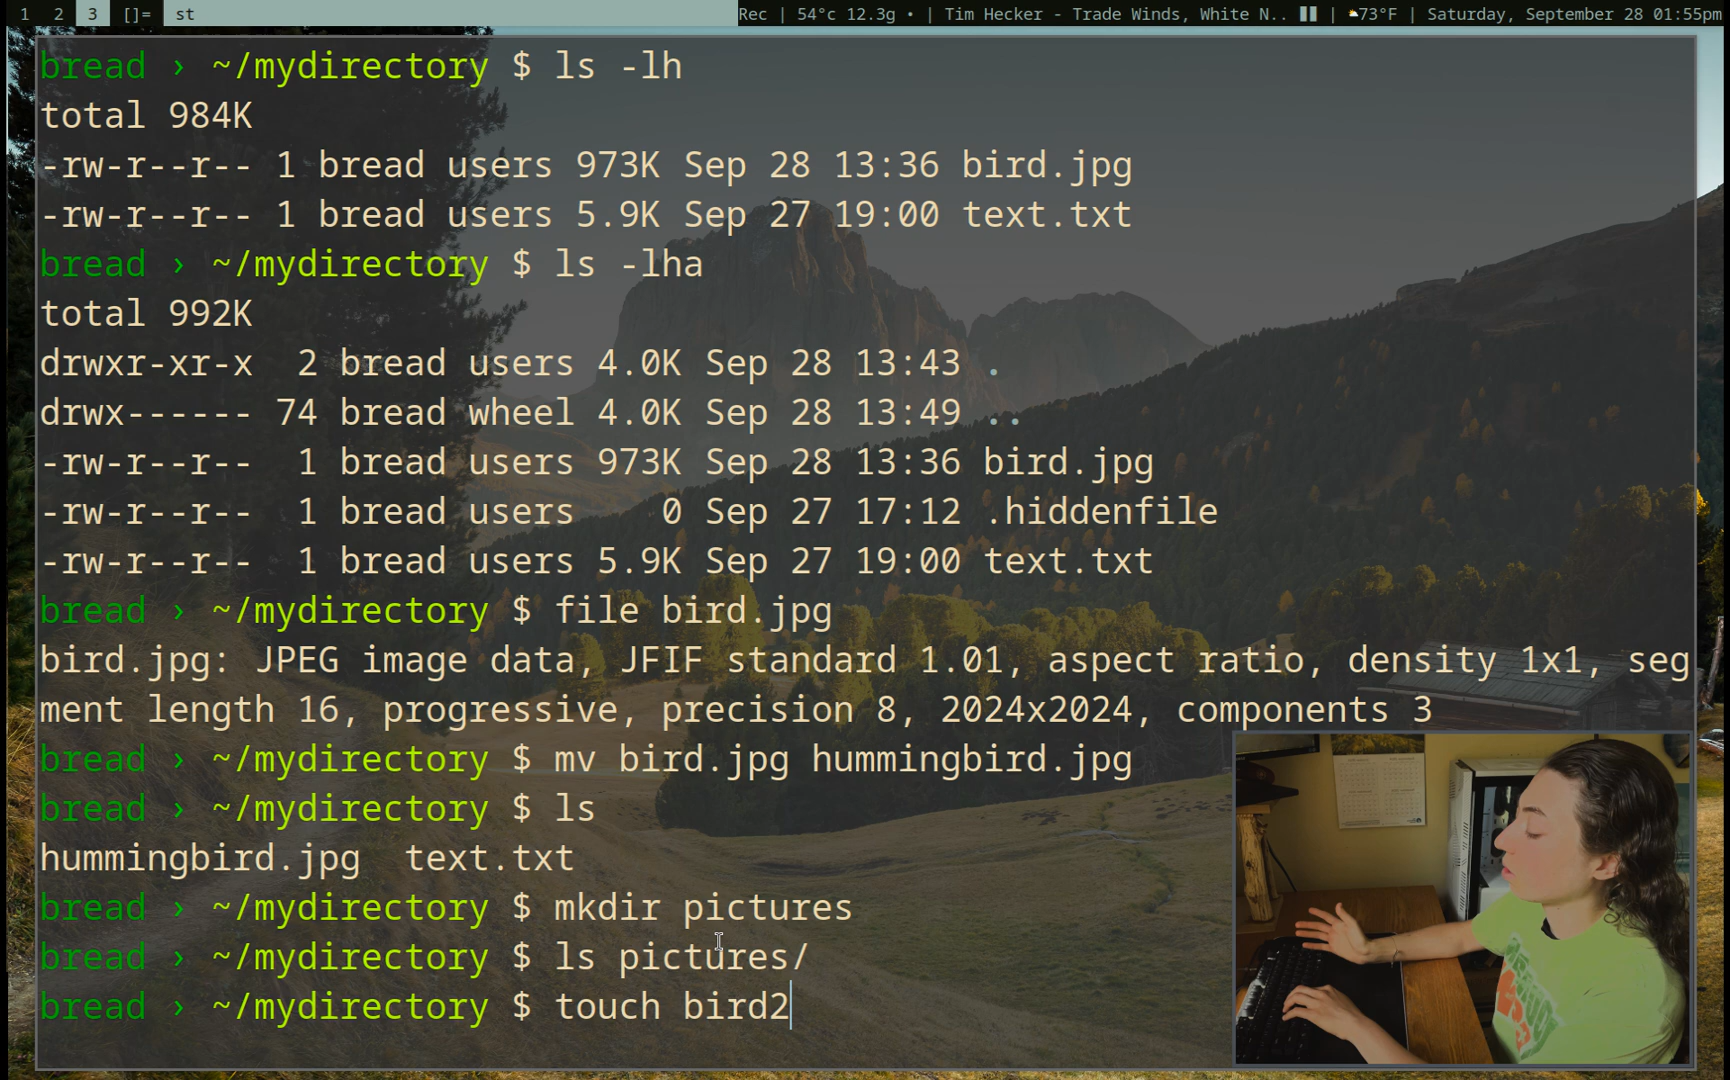 1 2 3 []= st Rec | 54°c 12.3g • | Tim Hecker - Trade Winds, White N.. ▮▮ | ⛅73°F | Saturday, September 28 01:55pm
bread › ~/mydirectory $ ls -lh
total 984K
-rw-r--r-- 1 bread users 973K Sep 28 13:36 bird.jpg
-rw-r--r-- 1 bread users 5.9K Sep 27 19:00 text.txt
bread › ~/mydirectory $ ls -lha
total 992K
drwxr-xr-x  2 bread users 4.0K Sep 28 13:43 .
drwx------ 74 bread wheel 4.0K Sep 28 13:49 ..
-rw-r--r--  1 bread users 973K Sep 28 13:36 bird.jpg
-rw-r--r--  1 bread users    0 Sep 27 17:12 .hiddenfile
-rw-r--r--  1 bread users 5.9K Sep 27 19:00 text.txt
bread › ~/mydirectory $ file bird.jpg
bird.jpg: JPEG image data, JFIF standard 1.01, aspect ratio, density 1x1, seg
ment length 16, progressive, precision 8, 2024x2024, components 3
bread › ~/mydirectory $ mv bird.jpg hummingbird.jpg
bread › ~/mydirectory $ ls
hummingbird.jpg  text.txt
bread › ~/mydirectory $ mkdir pictures
bread › ~/mydirectory $ ls pictures/
bread › ~/mydirectory $ touch bird2